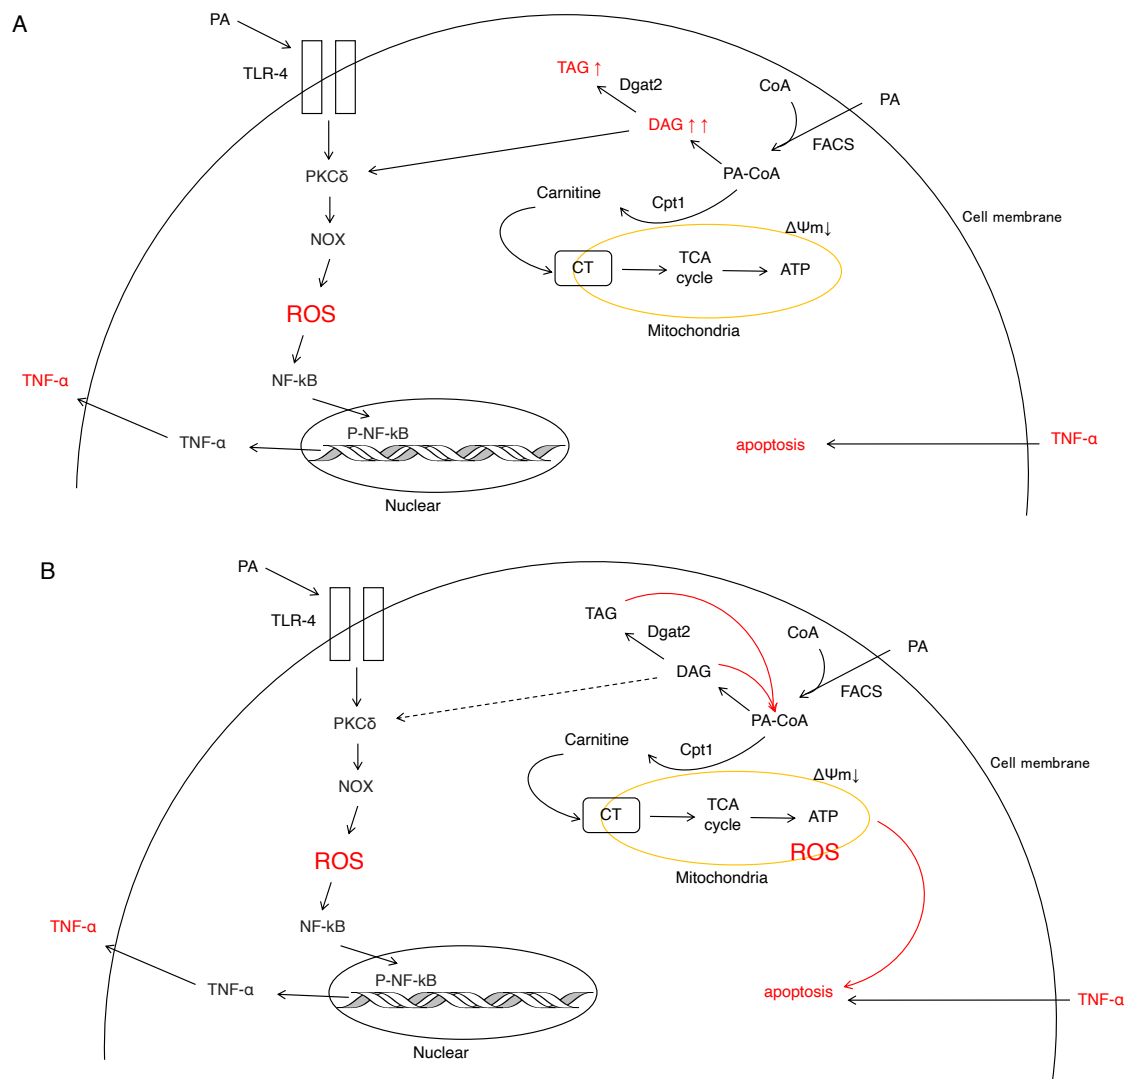 A
PA
TLR-4
TAG ↑
Dgat2
CoA
PA
DAG ↑ ↑
FACS
PKCδ
PA-CoA
Carnitine
Cpt1
Cell membrane
NOX
ΔΨm↓
CT
TCA
cycle
ATP
ROS
Mitochondria
TNF-α
NF-kB
P-NF-kB
TNF-α
apoptosis
TNF-α
Nuclear
B
PA
TLR-4
TAG
Dgat2
CoA
PA
DAG
FACS
PKCδ
PA-CoA
Carnitine
Cpt1
Cell membrane
NOX
ΔΨm↓
CT
TCA
cycle
ATP
ROS
ROS
Mitochondria
TNF-α
NF-kB
P-NF-kB
TNF-α
apoptosis
TNF-α
Nuclear